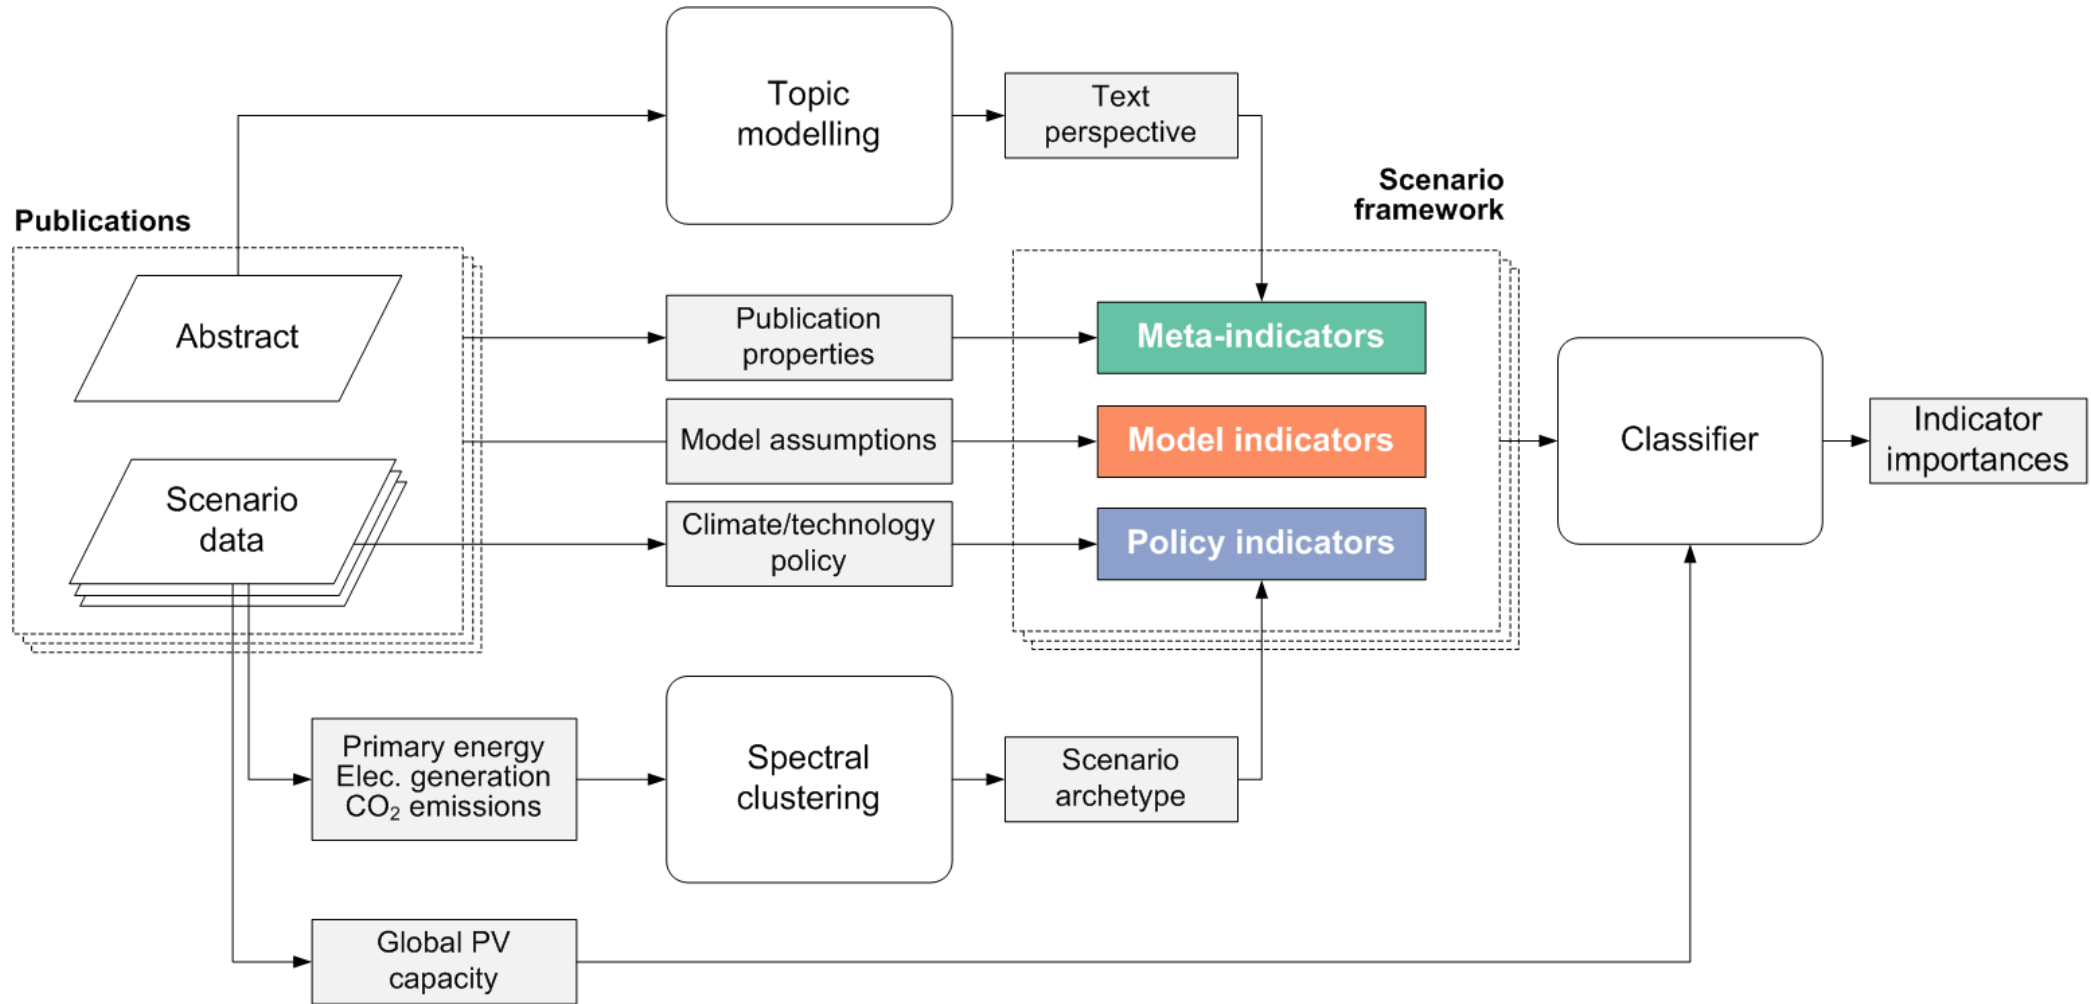 Topic
modelling
Text
perspective
Scenario
framework
Publications
Abstract
Publication
properties
Meta-indicators
Model assumptions
Model indicators
Classifier
Indicator
importances
Scenario
data
Climate/technology
policy
Policy indicators
Primary energy
Elec. generation
CO₂ emissions
Spectral
clustering
Scenario
archetype
Global PV
capacity